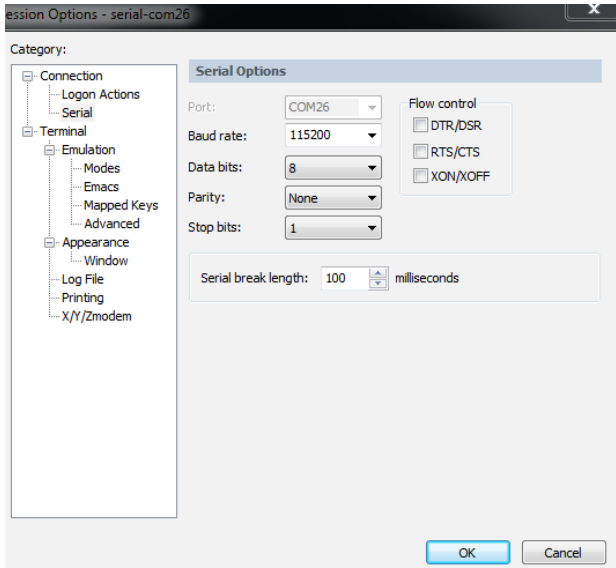 ession Options - serial-com26
x
Category:
Connection
Logon Actions
Serial
Terminal
Emulation
Modes
Emacs
Mapped Keys
Advanced
Appearance
Window
Log File
Printing
X/Y/Zmodem
Serial Options
Port: COM26
Baud rate: 115200
Data bits: 8
Parity: None
Stop bits: 1
Flow control
DTR/DSR
RTS/CTS
XON/XOFF
Serial break length: 100 milliseconds
OK Cancel